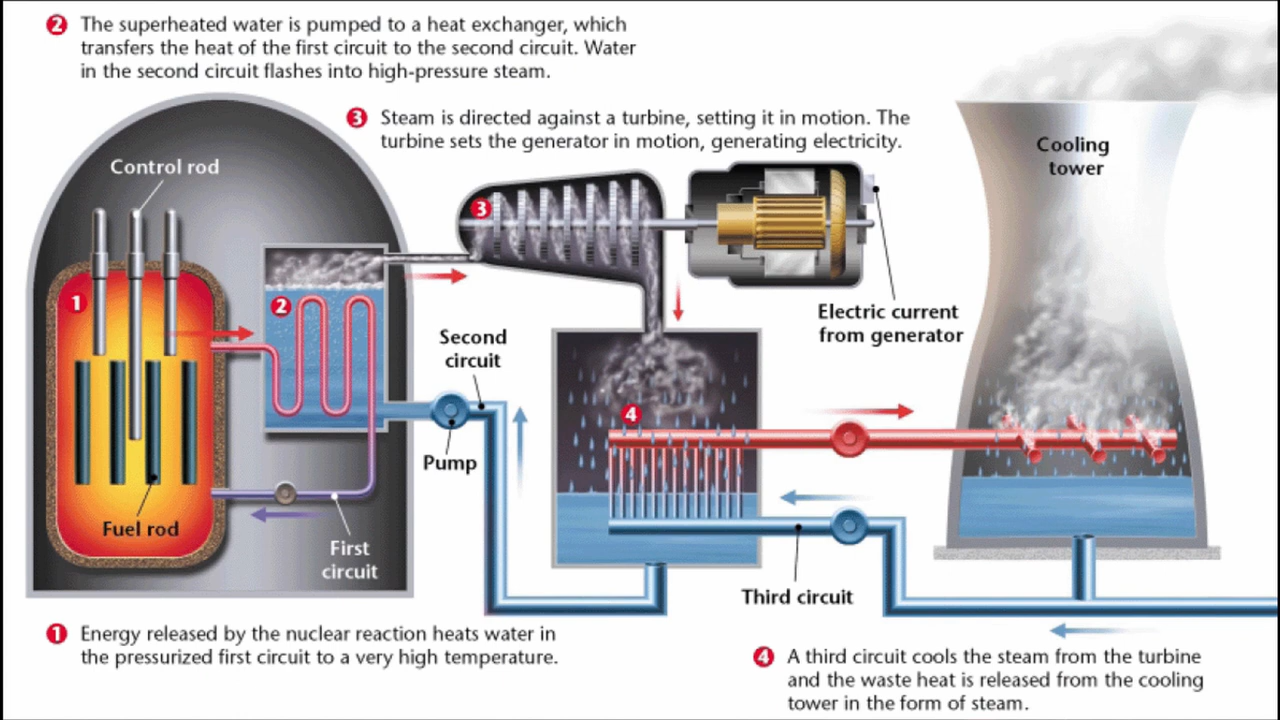 2 The superheated water is pumped to a heat exchanger, which
transfers the heat of the first circuit to the second circuit. Water
in the second circuit flashes into high-pressure steam.
3 Steam is directed against a turbine, setting it in motion. The
turbine sets the generator in motion, generating electricity.
Control rod
Cooling
tower
3
1
2
Electric current
from generator
Second
circuit
4
Pump
Fuel rod
First
circuit
Third circuit
1 Energy released by the nuclear reaction heats water in
the pressurized first circuit to a very high temperature.
4 A third circuit cools the steam from the turbine
and the waste heat is released from the cooling
tower in the form of steam.